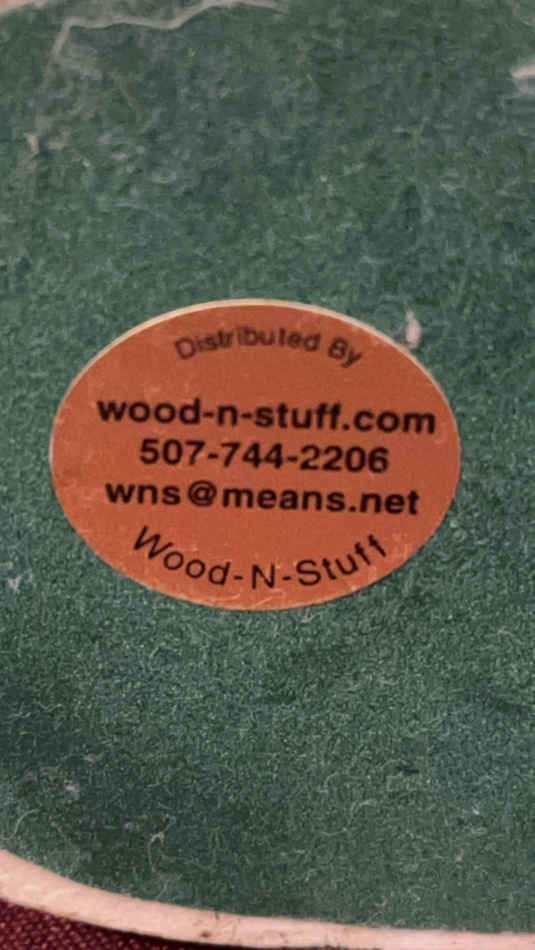 Distributed By
wood-n-stuff.com
507-744-2206
wns@means.net
Wood-N-Stuff